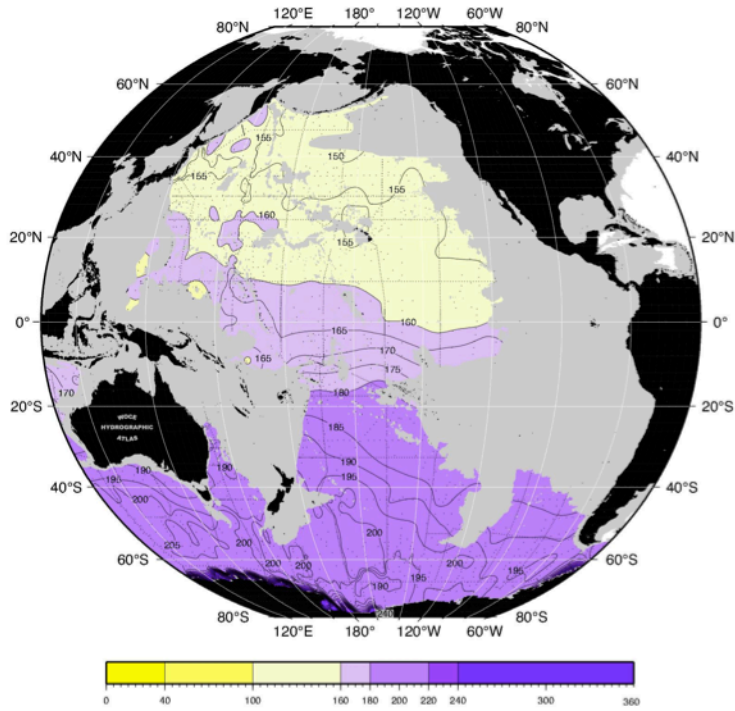 120°E 180° 120°W 60°W
80°N 80°N
60°N 60°N
155
150
40°N 40°N
155
155
160
20°N 20°N
155
0° 160 0°
165
165 170
175
170 180
20°S 20°S
WOCE
HYDROGRAPHIC
ATLAS
185
190 190 190
195 195
40°S 40°S
200
200
205 200
60°S 200 200 200 195 60°S
190 195
80°S 240 80°S
120°E 180° 120°W 60°W
0 40 100 160 180 200 220 240 300 360